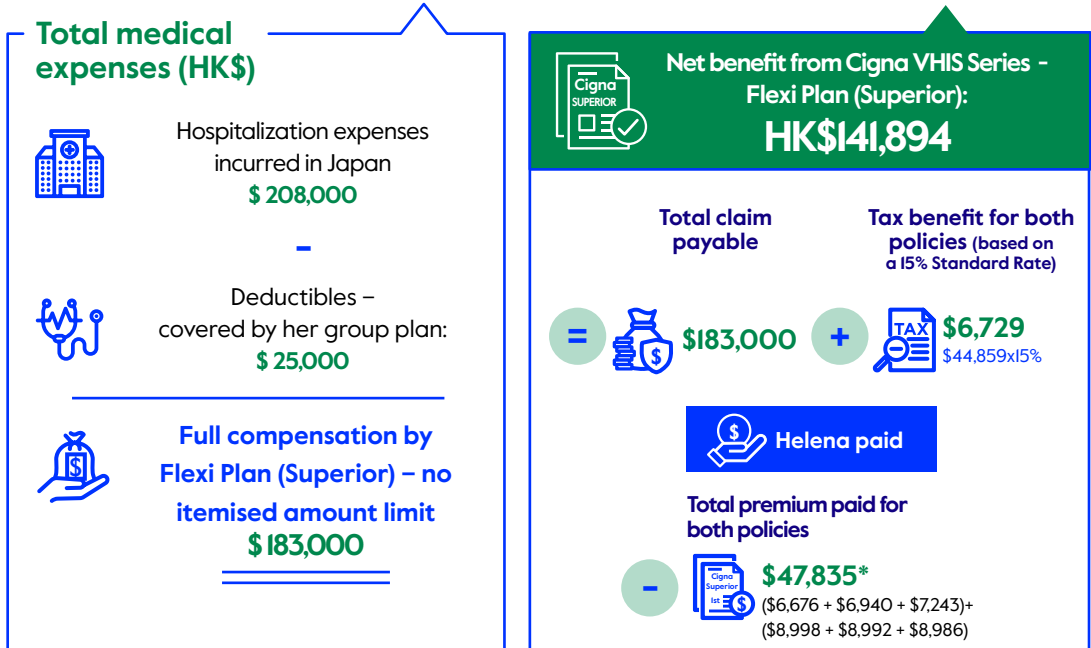 Total medical
expenses (HK$)
Hospitalization expenses
incurred in Japan
$ 208,000
-
Deductibles –
covered by her group plan:
$ 25,000
$
Full compensation by
Flexi Plan (Superior) – no
itemised amount limit
$ 183,000
Cigna
SUPERIOR
Net benefit from Cigna VHIS Series -
Flexi Plan (Superior):
HK$141,894
Total claim
payable
Tax benefit for both
policies (based on
a 15% Standard Rate)
=
$
$183,000
+
TAX
$6,729
$44,859x15%
$
Helena paid
Total premium paid for
both policies
-
Cigna
Superior
1st
$
$47,835*
($6,676 + $6,940 + $7,243)+
($8,998 + $8,992 + $8,986)